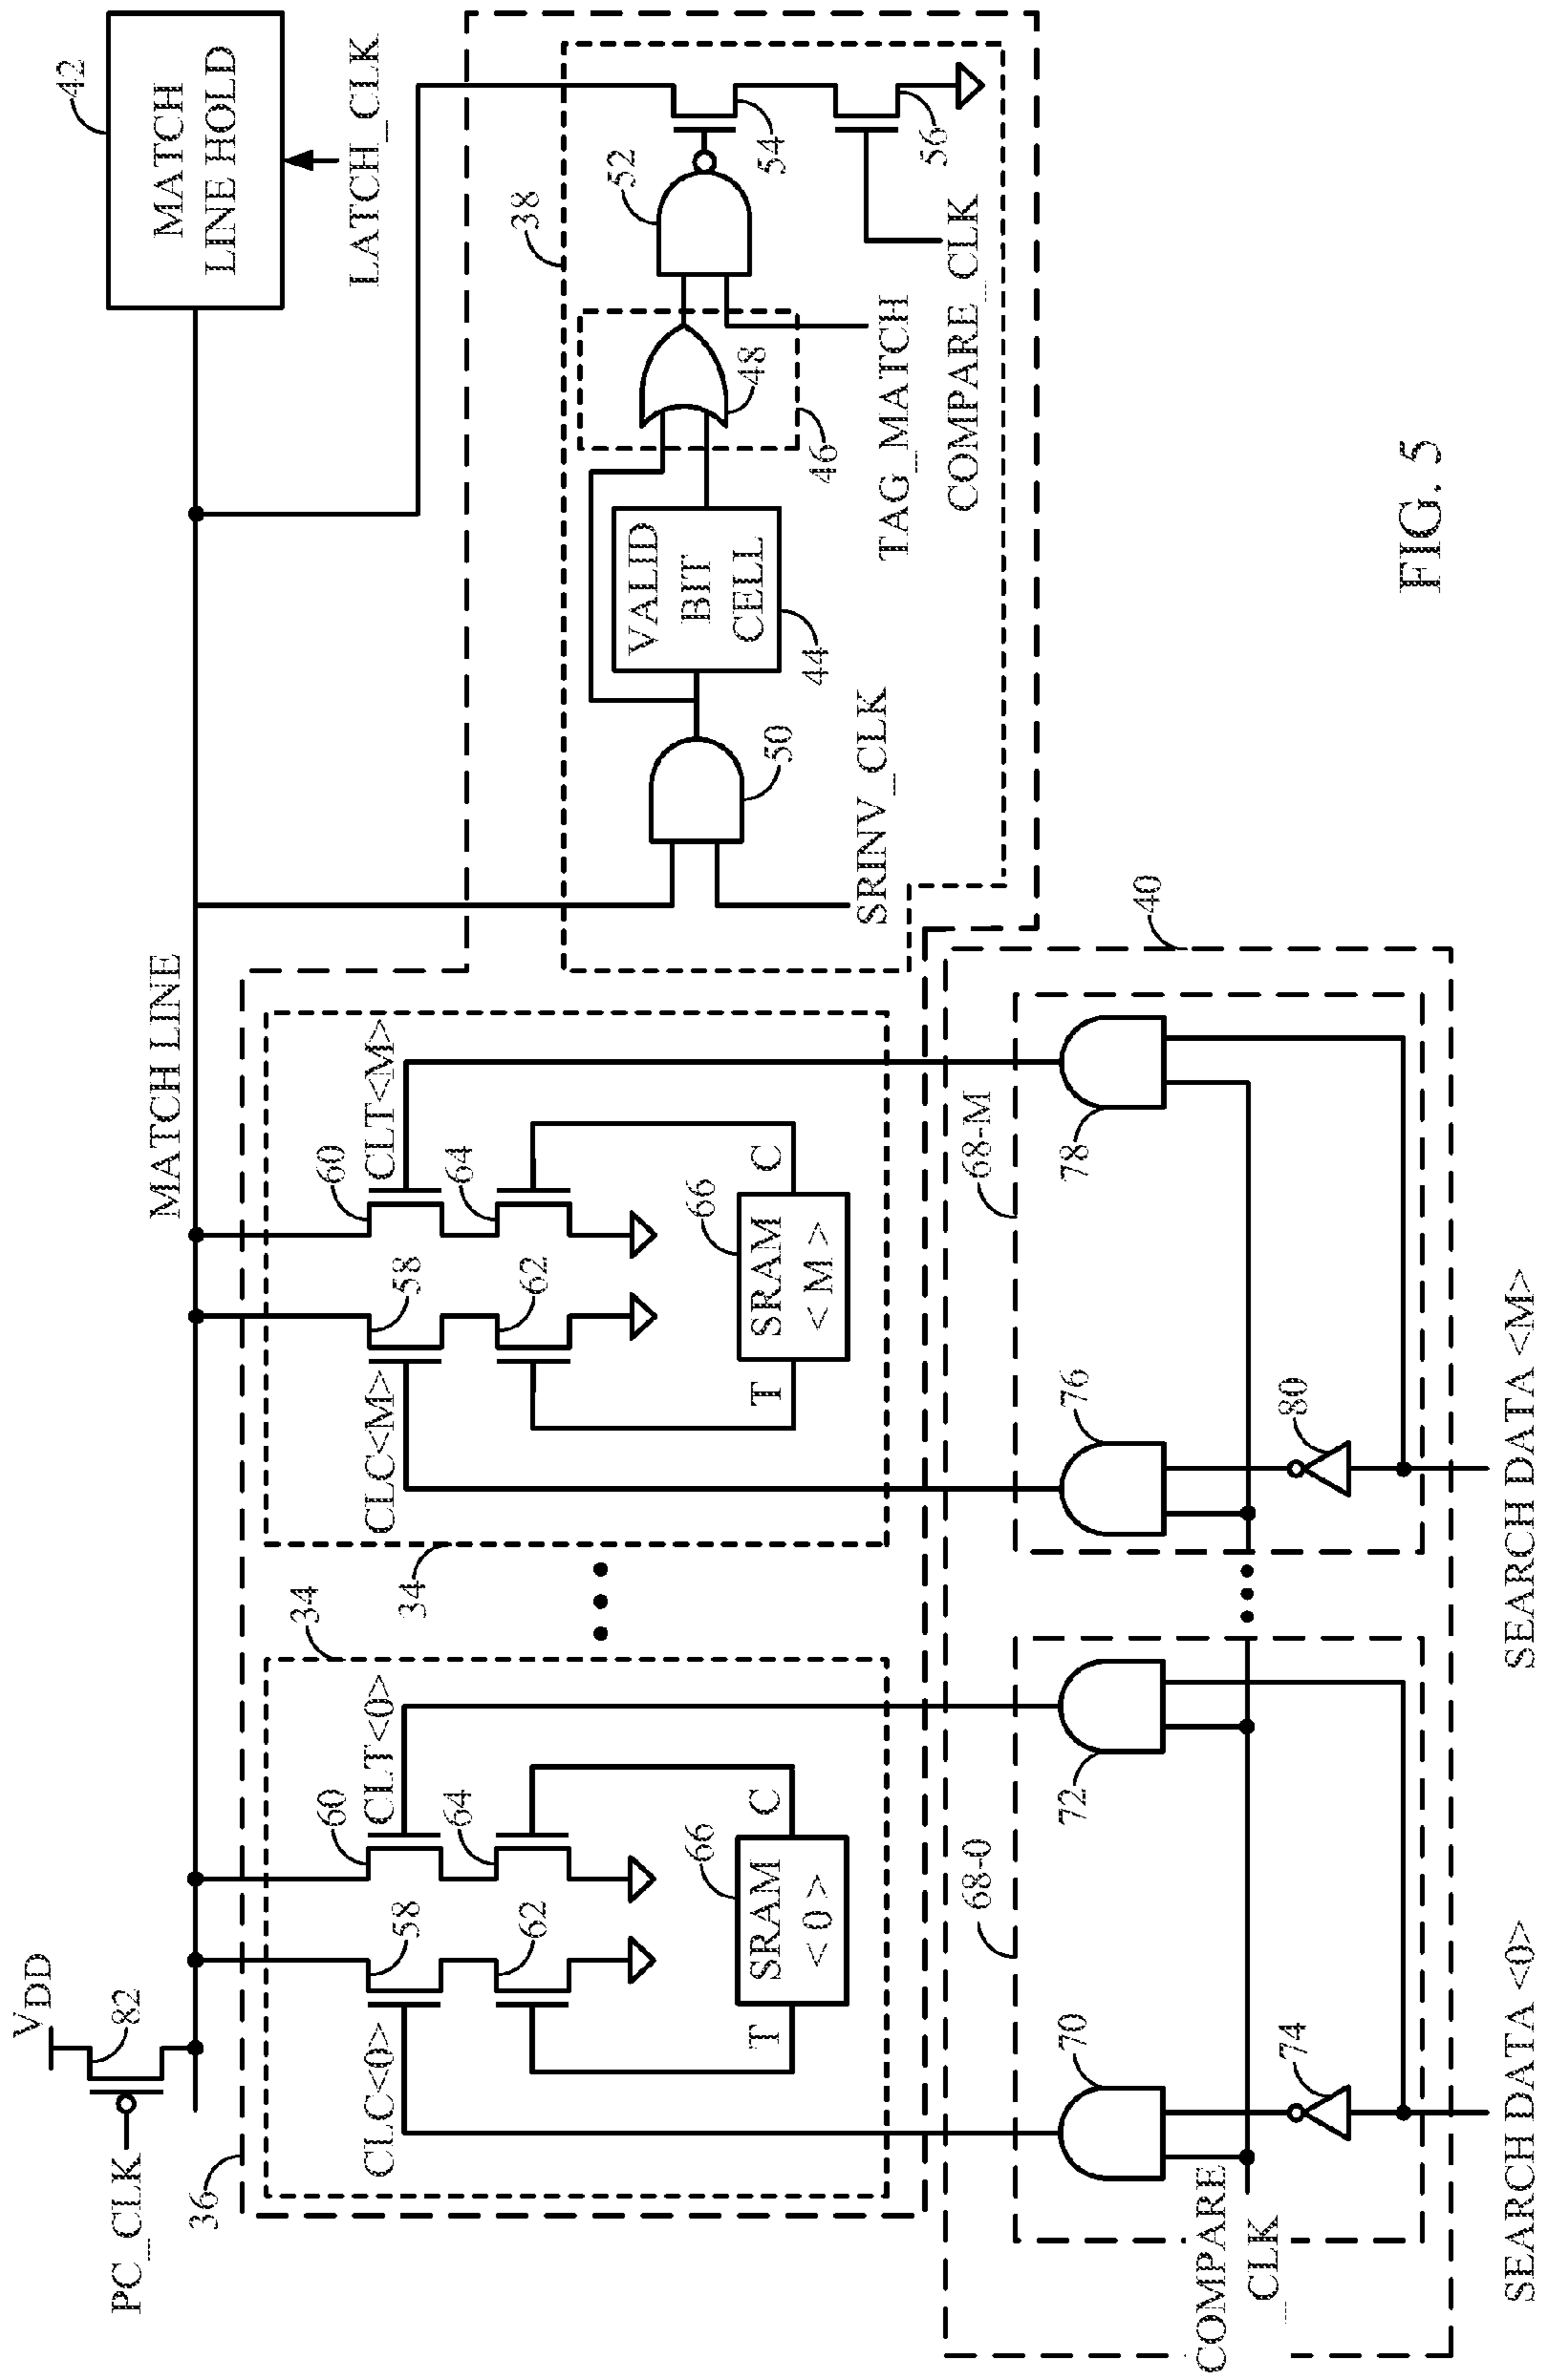 VDD
82
PC_CLK
MATCH LINE
42
MATCH
LINE HOLD
LATCH_CLK
36
34
CLC<0>
58
60
CLT<0>
62
64
T
66
SRAM
<0>
C
34
CLC<M>
58
60
CLT<M>
62
64
T
66
SRAM
<M>
C
38
50
SRINV_CLK
VALID
BIT
CELL
44
48
46
52
54
56
TAG_MATCH
COMPARE_CLK
40
68-0
70
72
74
COMPARE
_CLK
68-M
76
78
80
SEARCH DATA <0>
SEARCH DATA <M>
FIG. 5